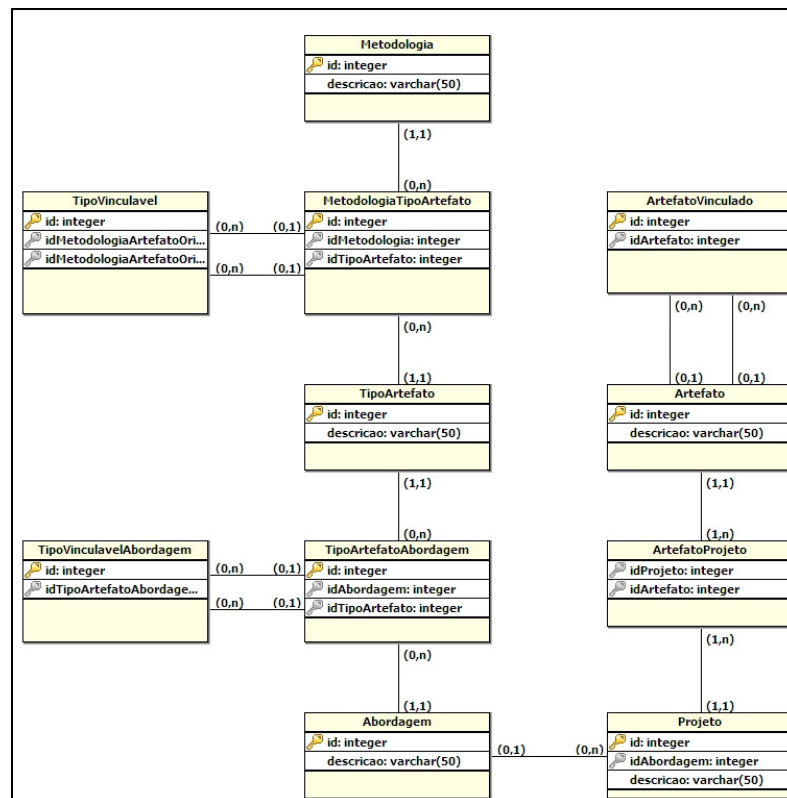 Metodologia
id: integer
descricao: varchar(50)
(1,1)
(0,n)
TipoVinculavel
id: integer
idMetodologiaArtefatoOri...
idMetodologiaArtefatoOri...
(0,n) (0,1)
(0,n) (0,1)
MetodologiaTipoArtefato
id: integer
idMetodologia: integer
idTipoArtefato: integer
ArtefatoVinculado
id: integer
idArtefato: integer
(0,n)
(1,1)
(0,n) (0,n)
(0,1) (0,1)
TipoArtefato
id: integer
descricao: varchar(50)
Artefato
id: integer
descricao: varchar(50)
(1,1)
(0,n)
(1,1)
(1,n)
TipoVinculavelAbordagem
id: integer
idTipoArtefatoAbordage...
(0,n) (0,1)
(0,n) (0,1)
TipoArtefatoAbordagem
id: integer
idAbordagem: integer
idTipoArtefato: integer
ArtefatoProjeto
idProjeto: integer
idArtefato: integer
(0,n)
(1,1)
(1,n)
(1,1)
Abordagem
id: integer
descricao: varchar(50)
(0,1) (0,n)
Projeto
id: integer
idAbordagem: integer
descricao: varchar(50)